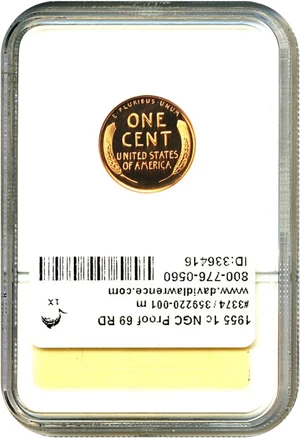 E·PLURIBUS·UNUM
ONE
CENT
UNITED STATES
OF AMERICA
1955 1c NGC Proof 69 RD
#3374 / 359220-001 m
www.davidlawrence.com
800-776-0560
ID:336416
1X